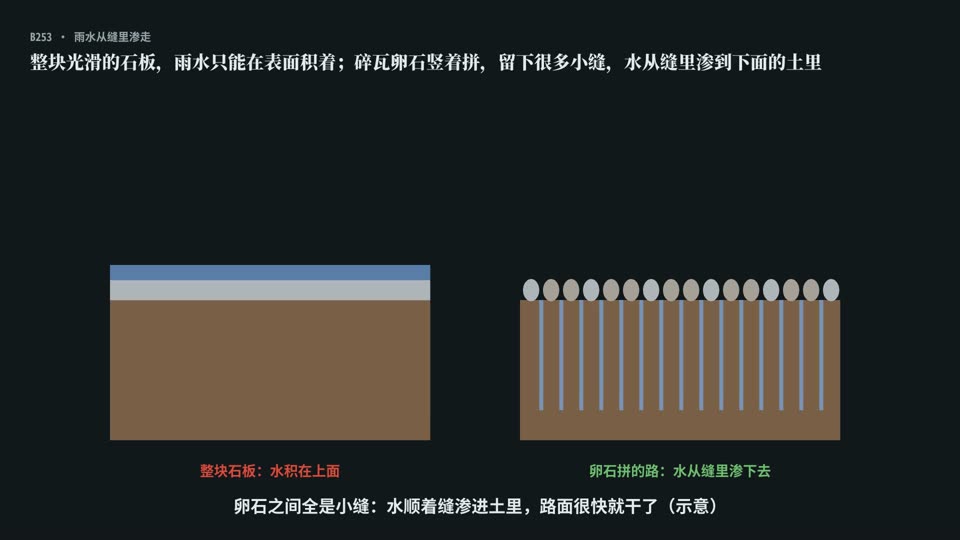 B253 • 雨水从缝里渗走
整块光滑的石板，雨水只能在表面积着；碎瓦卵石竖着拼，留下很多小缝，水从缝里渗到下面的土里
整块石板：水积在上面
卵石拼的路：水从缝里渗下去
卵石之间全是小缝：水顺着缝渗进土里，路面很快就干了（示意）